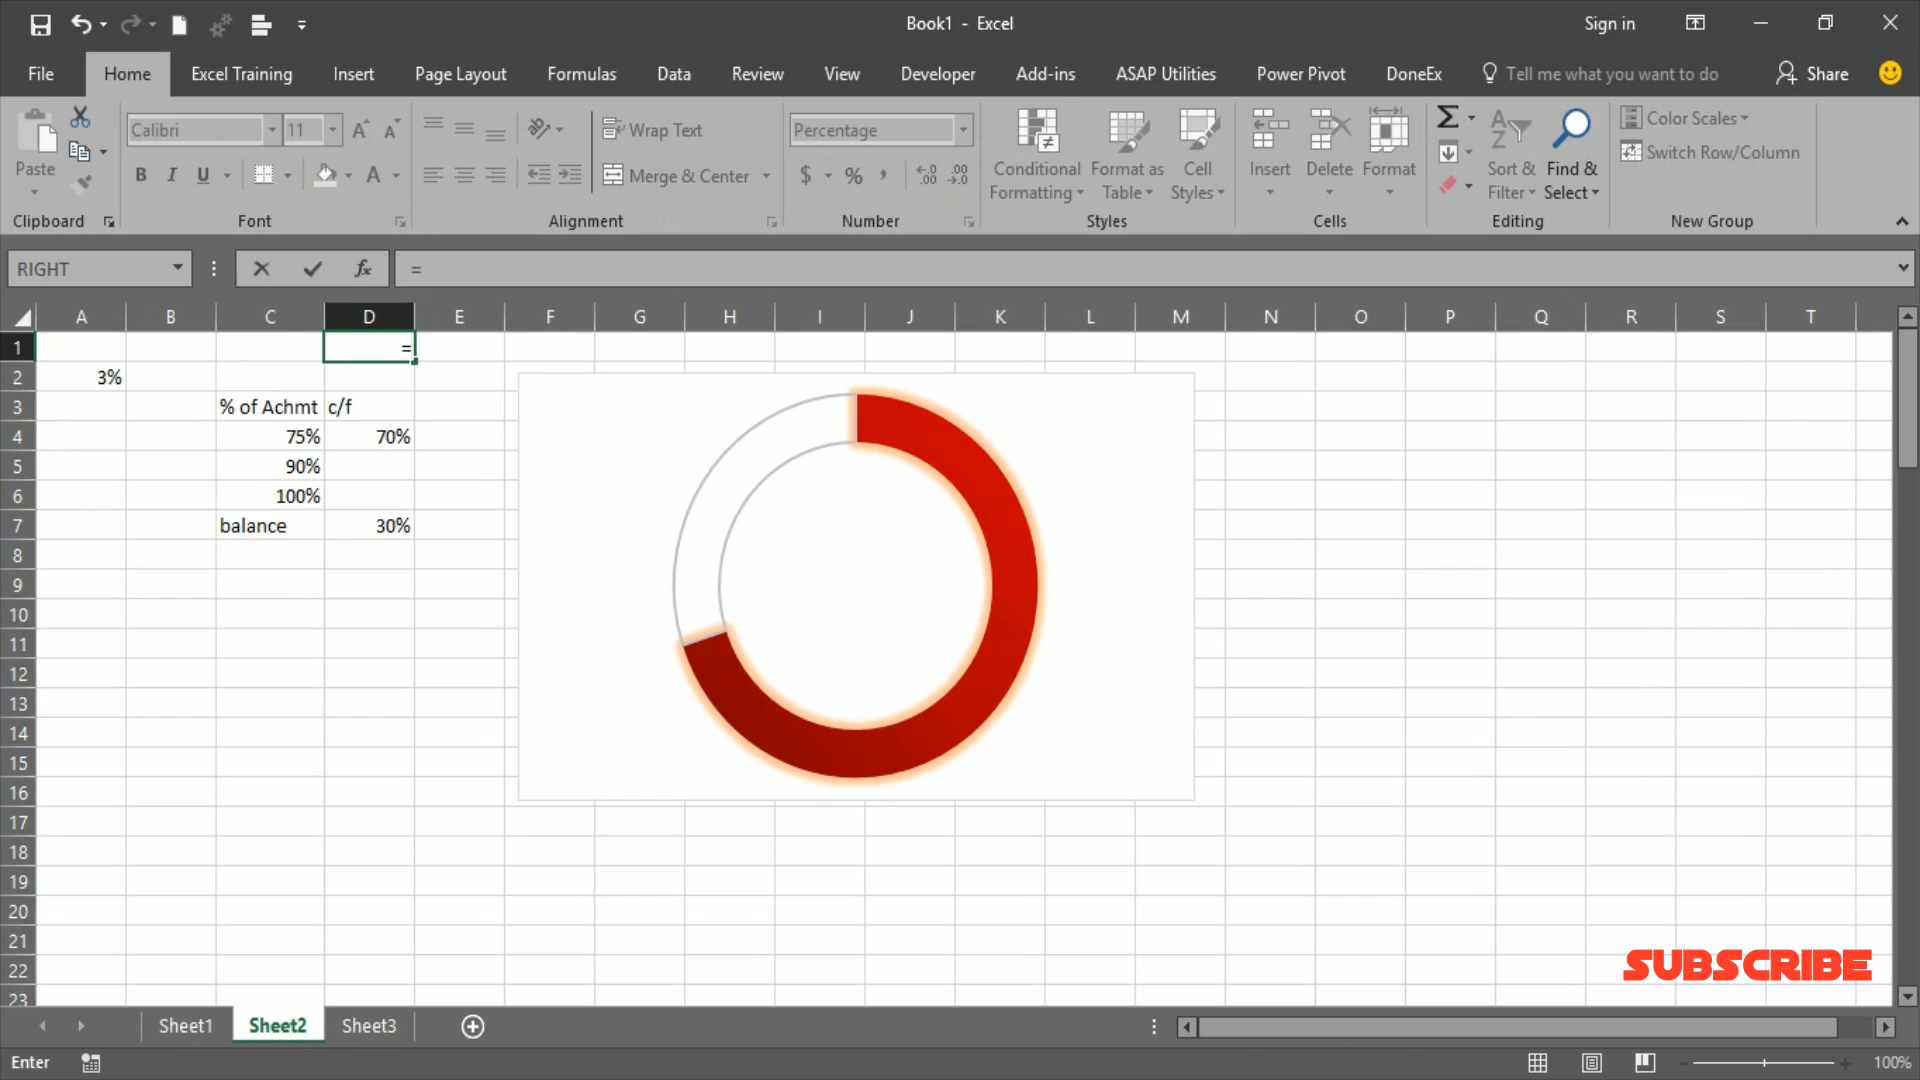 Book1 - Excel
Sign in
File Home Excel Training Insert Page Layout Formulas Data Review View Developer Add-ins ASAP Utilities Power Pivot DoneEx Tell me what you want to do Share
Paste
Clipboard
Calibri 11
B I U A
Font
Wrap Text
Merge & Center
Alignment
Percentage
$ % ,
Number
Conditional Formatting
Format as Table
Cell Styles
Styles
Insert Delete Format
Cells
Sort & Filter
Find & Select
Editing
Color Scales
Switch Row/Column
New Group
RIGHT fx =
A B C D E F G H I J K L M N O P Q R S T
1 =
2 3%
3 % of Achmt c/f
4 75% 70%
5 90%
6 100%
7 balance 30%
8
9
10
11
12
13
14
15
16
17
18
19
20
21
22
23
SUBSCRIBE
Sheet1 Sheet2 Sheet3
Enter 100%